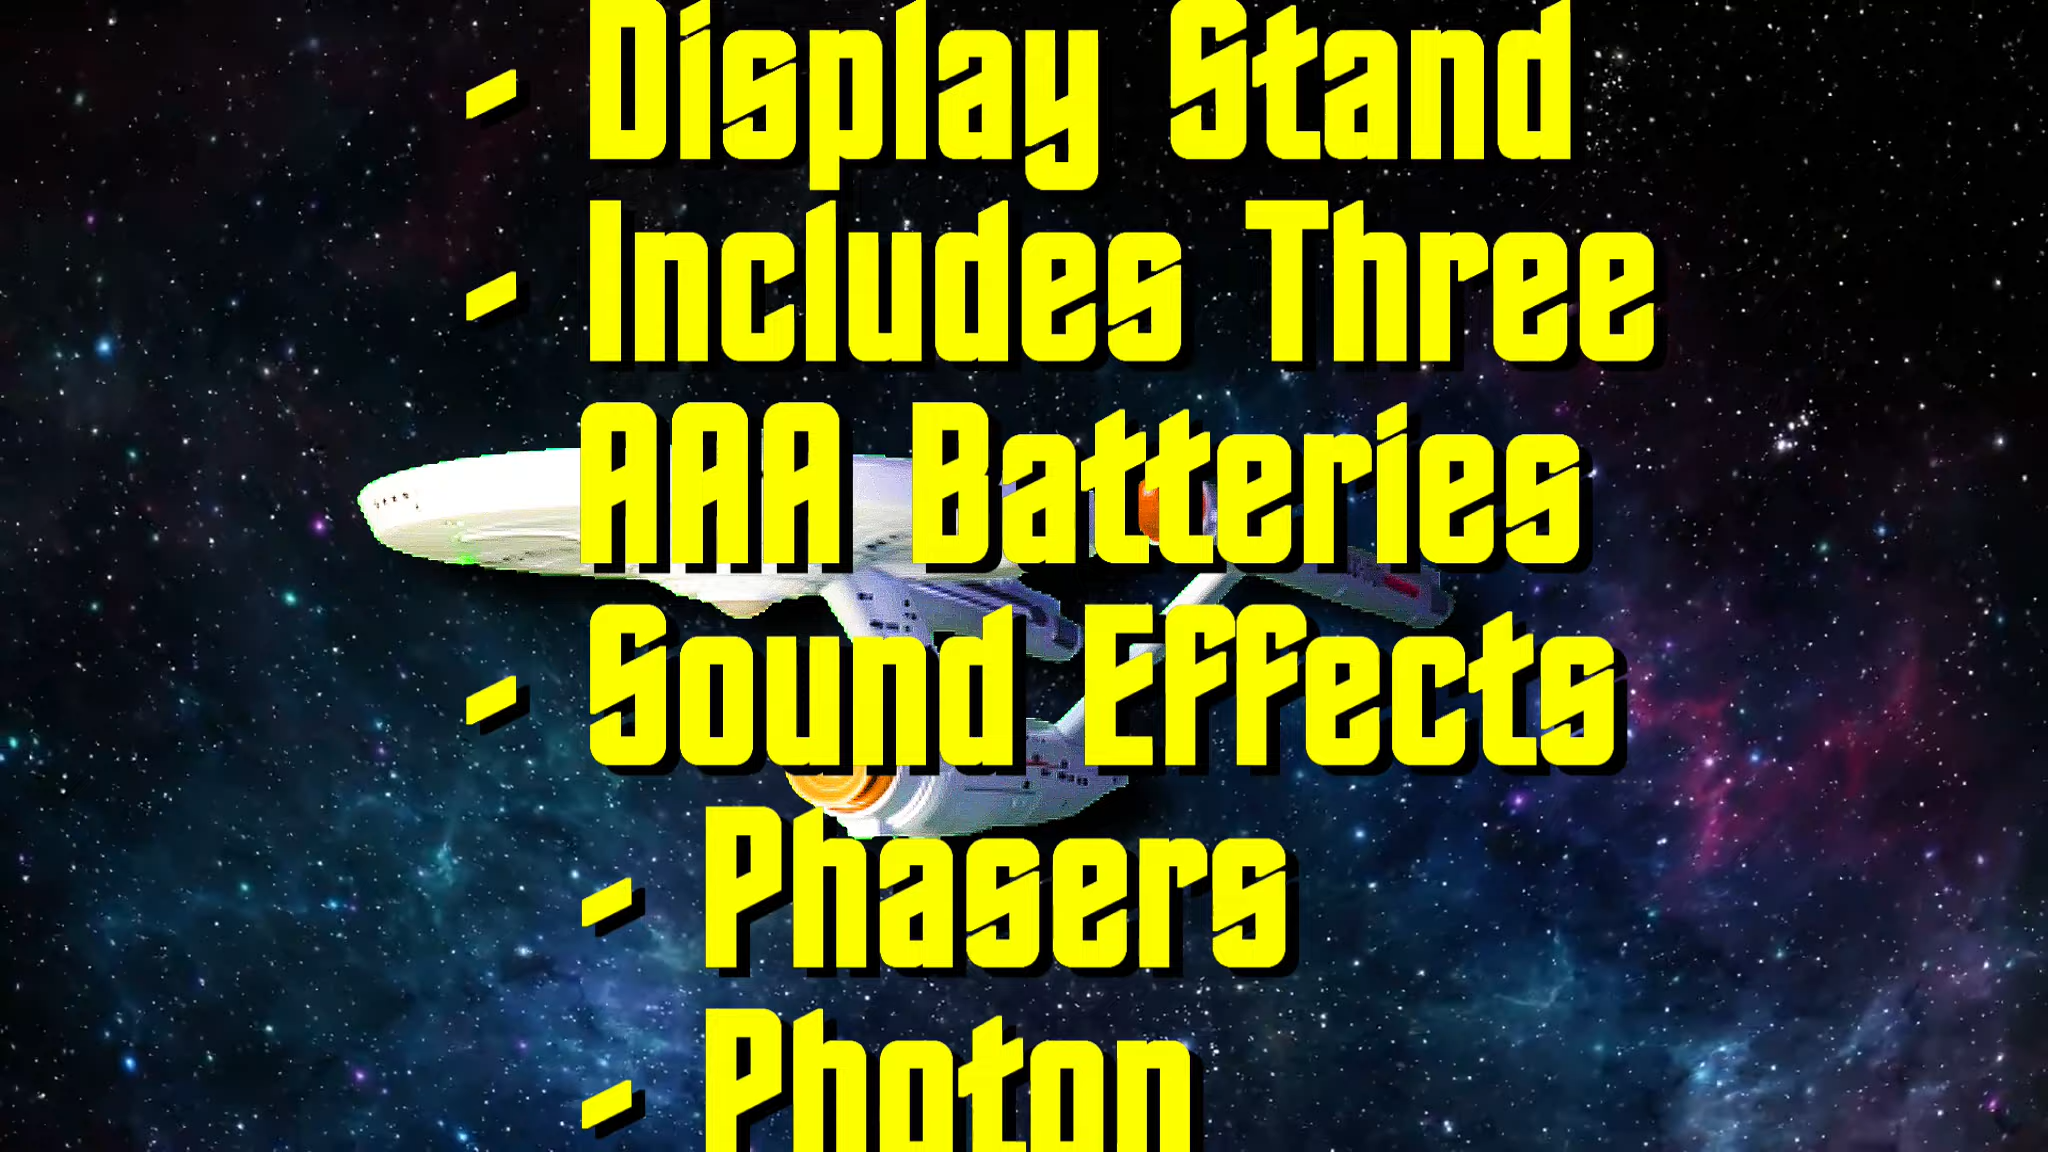 - Display Stand
- Includes Three
AAA Batteries
- Sound Effects
- Phasers
- Photon